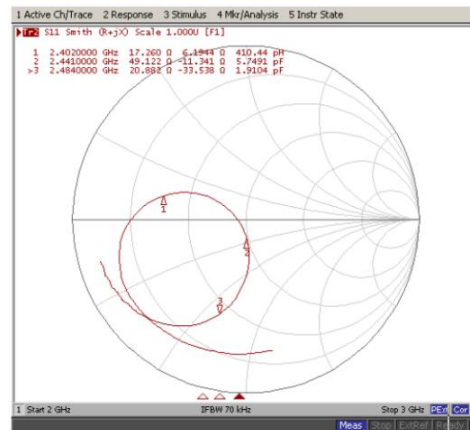 1 Active Ch/Trace 2 Response 3 Stimulus 4 Mkr/Analysis 5 Instr State
Tr2 S11 Smith (R+jX) Scale 1.000U [F1]
1 2.4020000 GHz 17.260 Ω 6.1944 Ω 410.44 pH
2 2.4410000 GHz 49.122 Ω -11.341 Ω 5.7491 pF
>3 2.4840000 GHz 20.882 Ω -33.538 Ω 1.9104 pF
1
2
3
1 Start 2 GHz IFBW 70 kHz Stop 3 GHz PExt Cor
Meas Stop ExtRef Ready